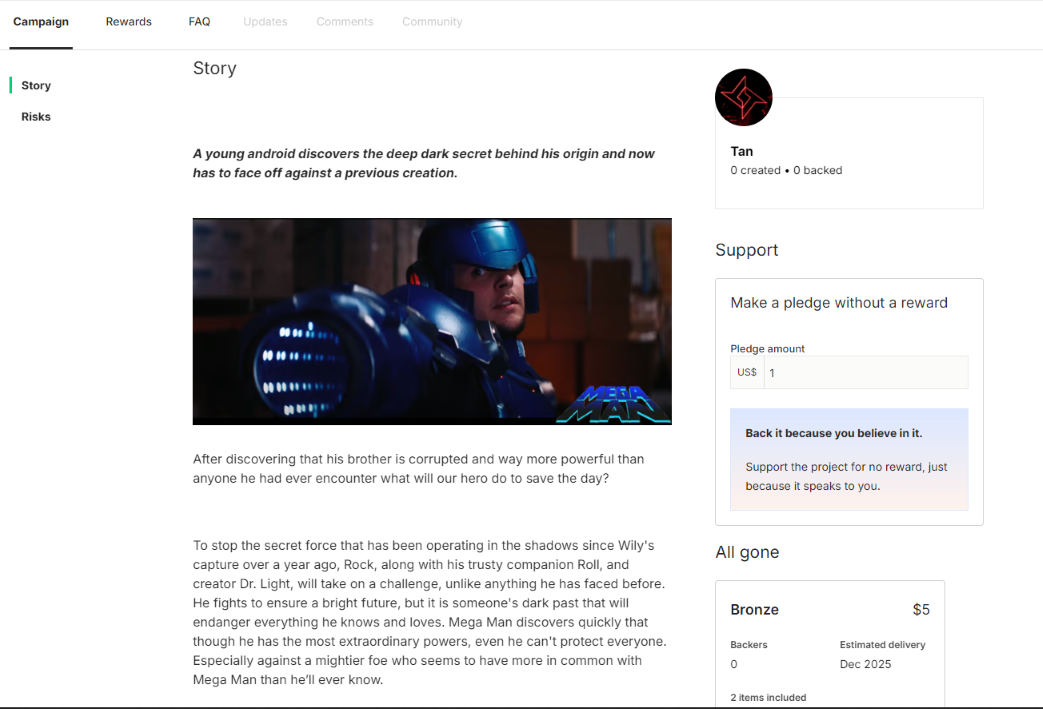 Campaign
Rewards
FAQ
Updates
Comments
Community
Story
Risks
Story
A young android discovers the deep dark secret behind his origin and now
has to face off against a previous creation.
MEGA
MAN
After discovering that his brother is corrupted and way more powerful than
anyone he had ever encounter what will our hero do to save the day?
To stop the secret force that has been operating in the shadows since Wily's
capture over a year ago, Rock, along with his trusty companion Roll, and
creator Dr. Light, will take on a challenge, unlike anything he has faced before.
He fights to ensure a bright future, but it is someone's dark past that will
endanger everything he knows and loves. Mega Man discovers quickly that
though he has the most extraordinary powers, even he can't protect everyone.
Especially against a mightier foe who seems to have more in common with
Mega Man than he’ll ever know.
Tan
0 created • 0 backed
Support
Make a pledge without a reward
Pledge amount
US$ 1
Back it because you believe in it.
Support the project for no reward, just
because it speaks to you.
All gone
Bronze $5
Backers Estimated delivery
0 Dec 2025
2 items included